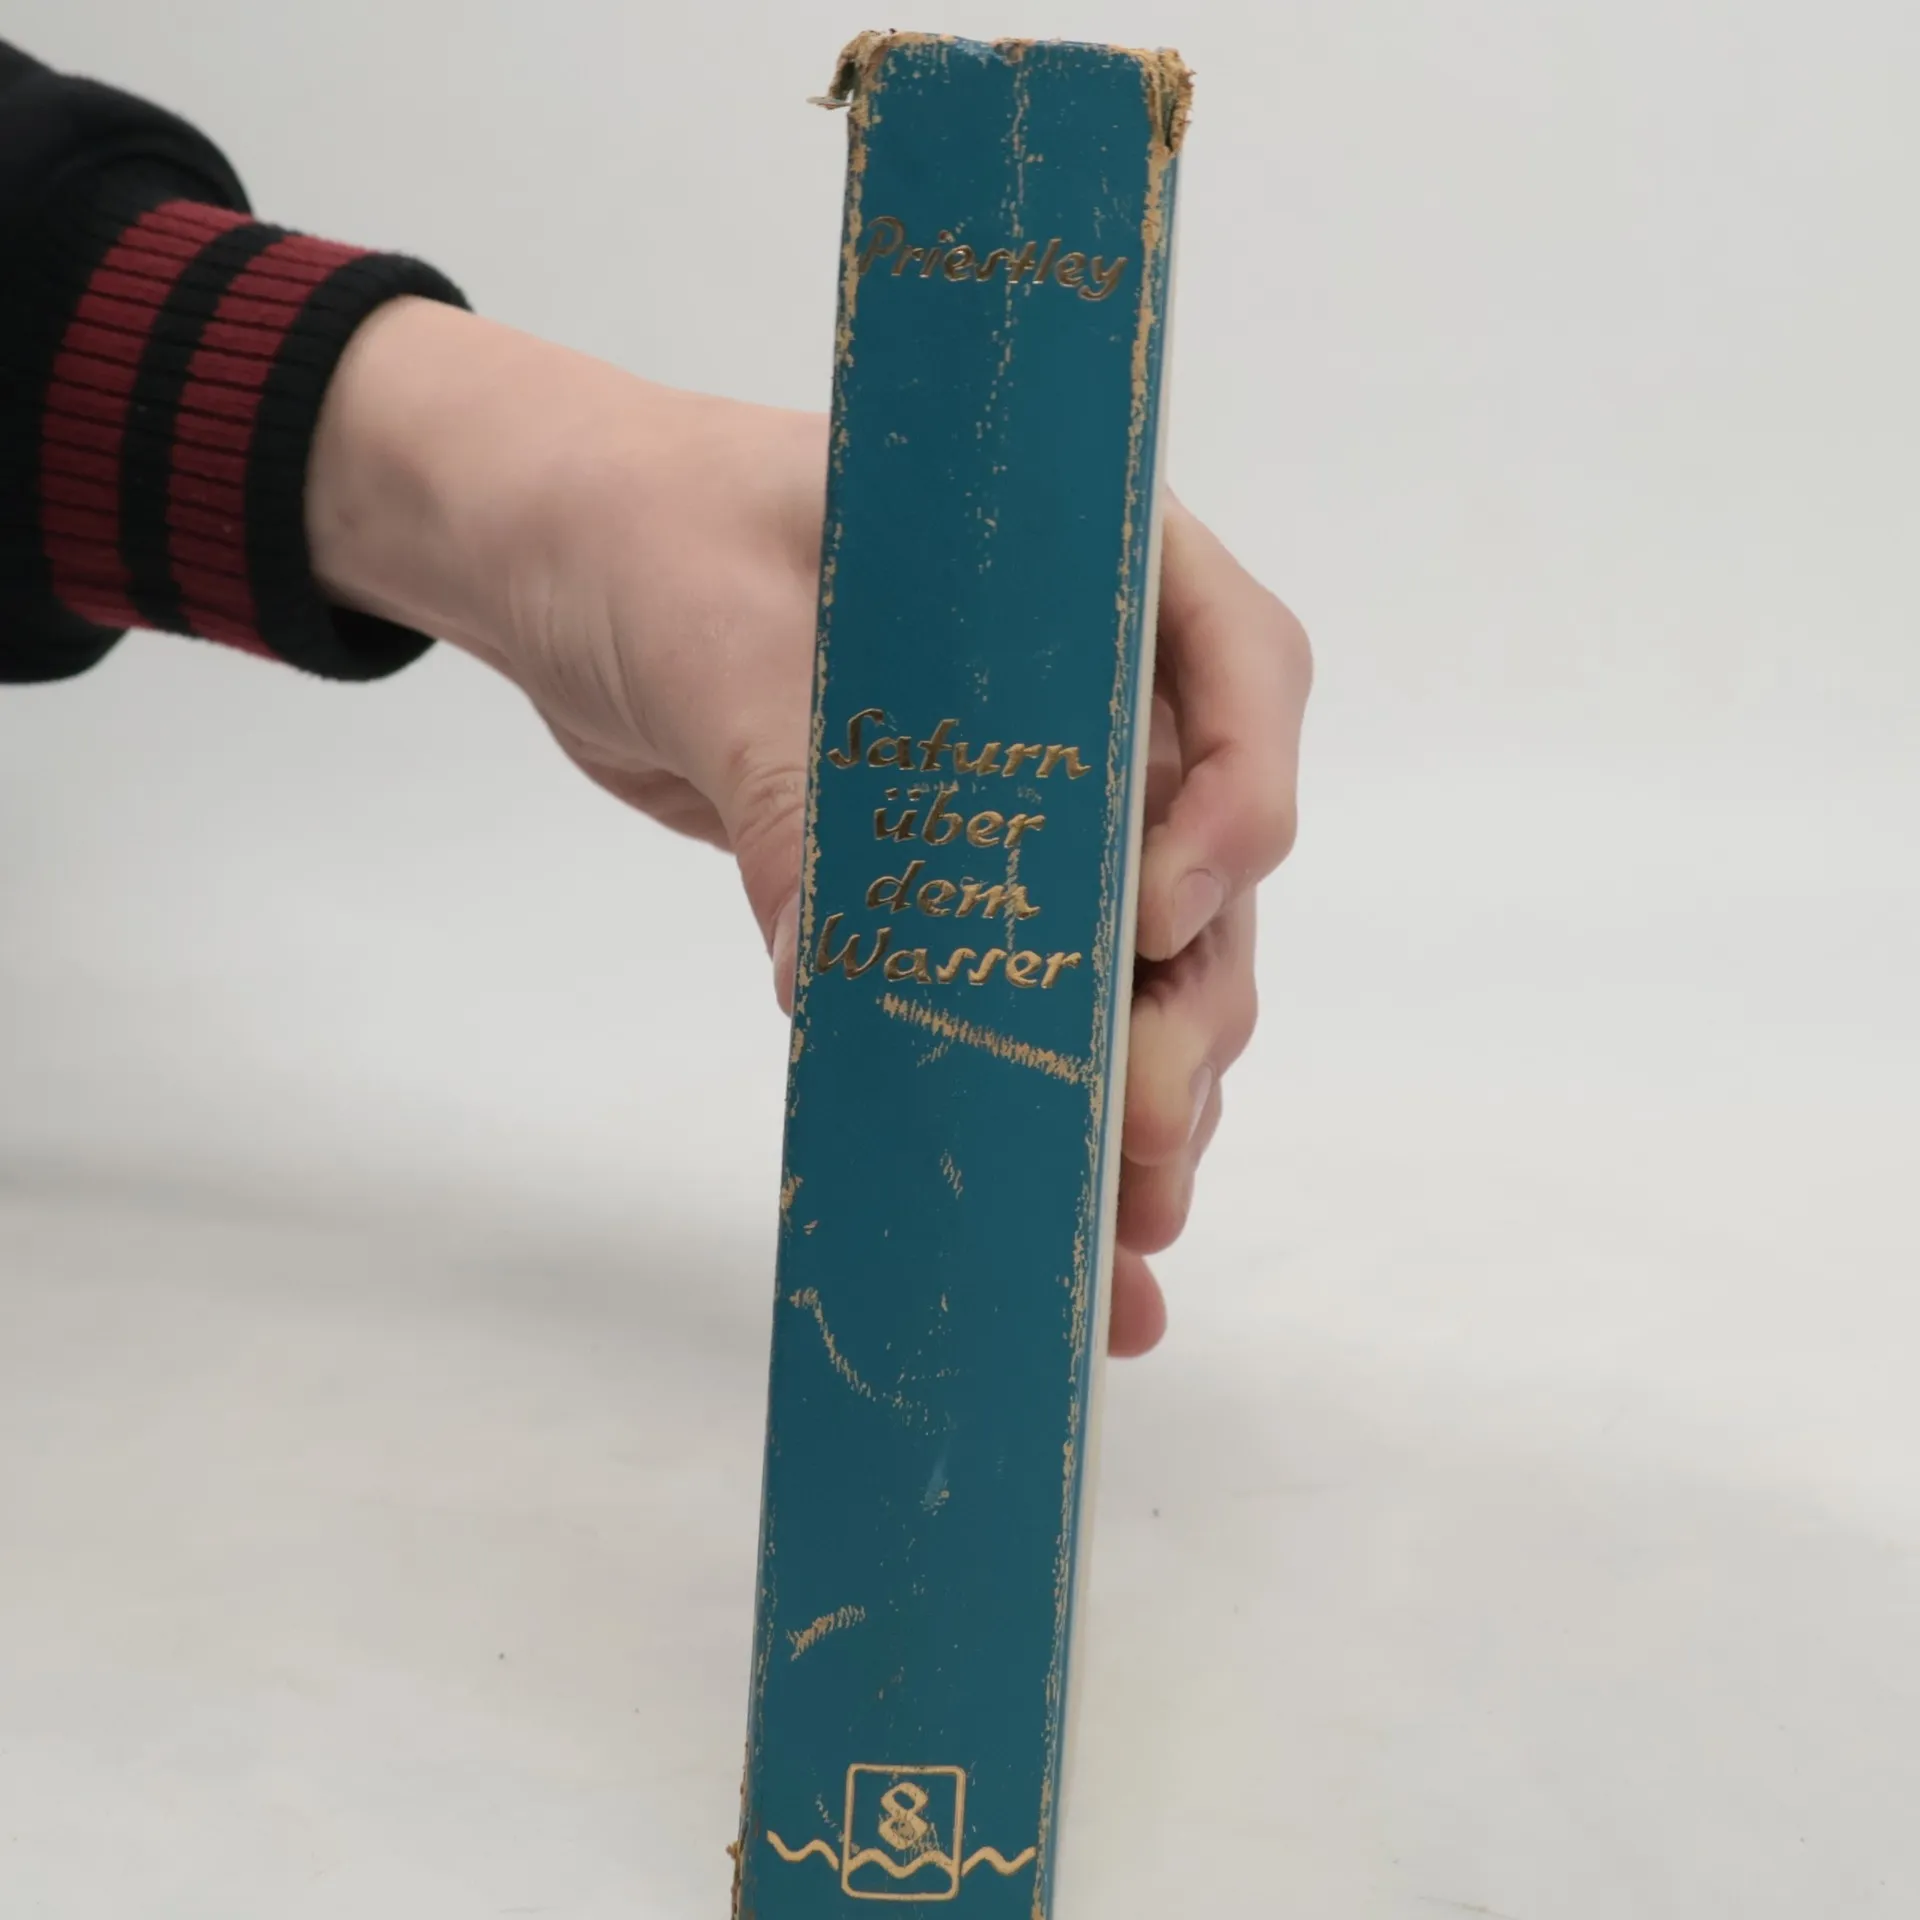 Priestley
Saturn
über
dem
Wasser
8